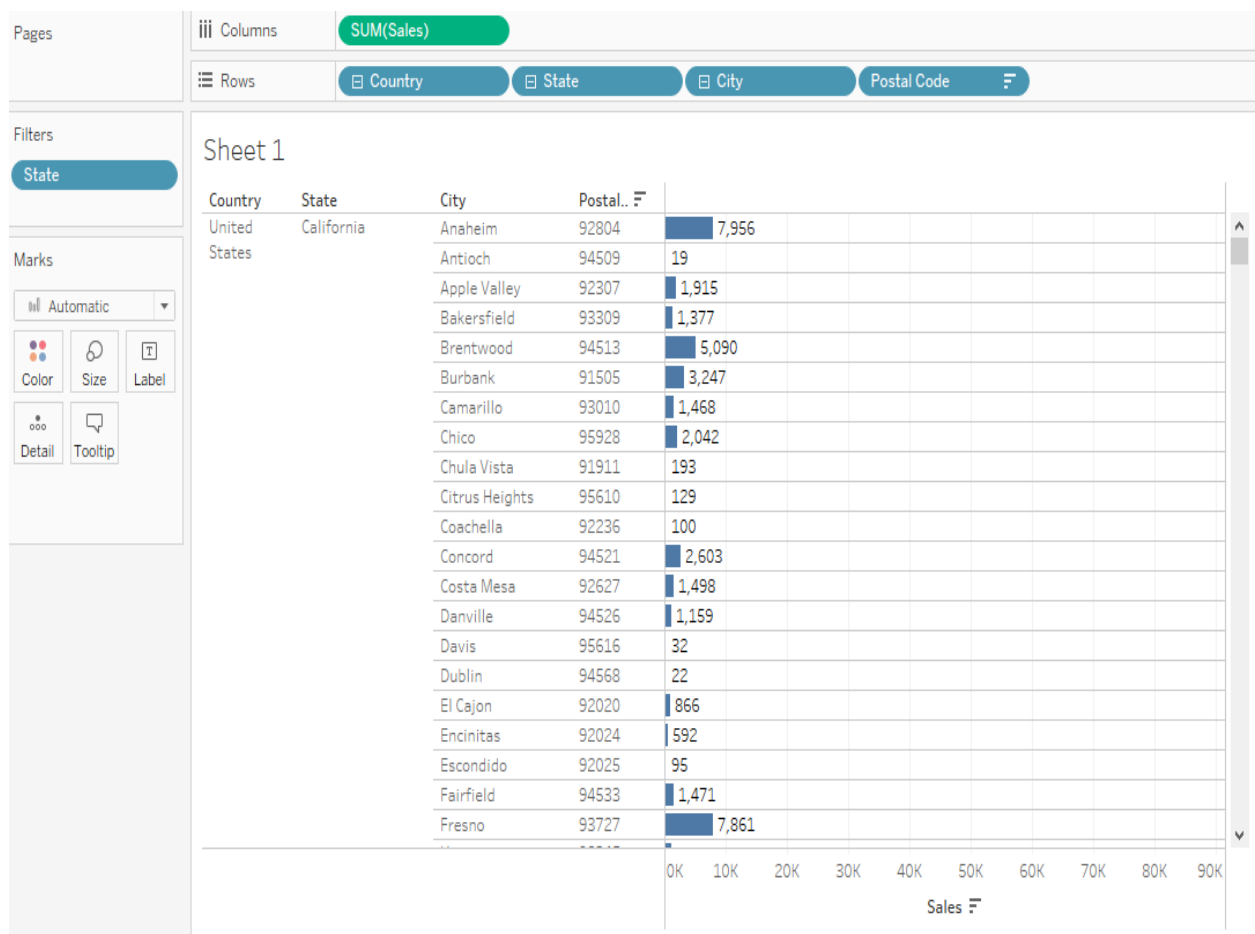 Pages
Columns
SUM(Sales)
Rows
Country
State
City
Postal Code
Filters
State
Marks
Automatic
Color
Size
Label
Detail
Tooltip
Sheet 1
Country State City Postal..
United States California Anaheim 92804 7,956
Antioch 94509 19
Apple Valley 92307 1,915
Bakersfield 93309 1,377
Brentwood 94513 5,090
Burbank 91505 3,247
Camarillo 93010 1,468
Chico 95928 2,042
Chula Vista 91911 193
Citrus Heights 95610 129
Coachella 92236 100
Concord 94521 2,603
Costa Mesa 92627 1,498
Danville 94526 1,159
Davis 95616 32
Dublin 94568 22
El Cajon 92020 866
Encinitas 92024 592
Escondido 92025 95
Fairfield 94533 1,471
Fresno 93727 7,861
0K 10K 20K 30K 40K 50K 60K 70K 80K 90K
Sales